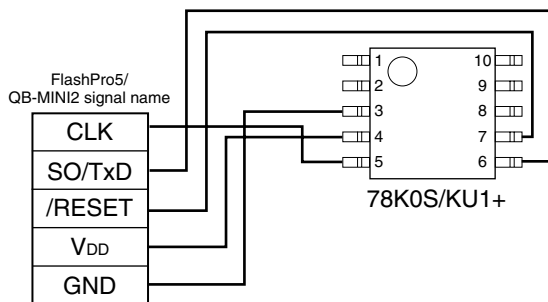 FlashPro5/
QB-MINI2 signal name
CLK
SO/TxD
/RESET
VDD
GND
1
2
3
4
5
10
9
8
7
6
78K0S/KU1+